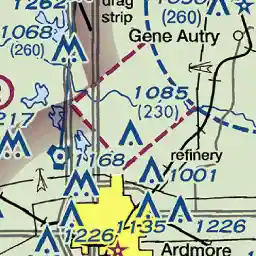 1262
drag
strip
1050
(260)
1068
(260)
Gene Autry
1085
(230)
217
1168
refinery
1001
1135
1226
1226
Ardmore